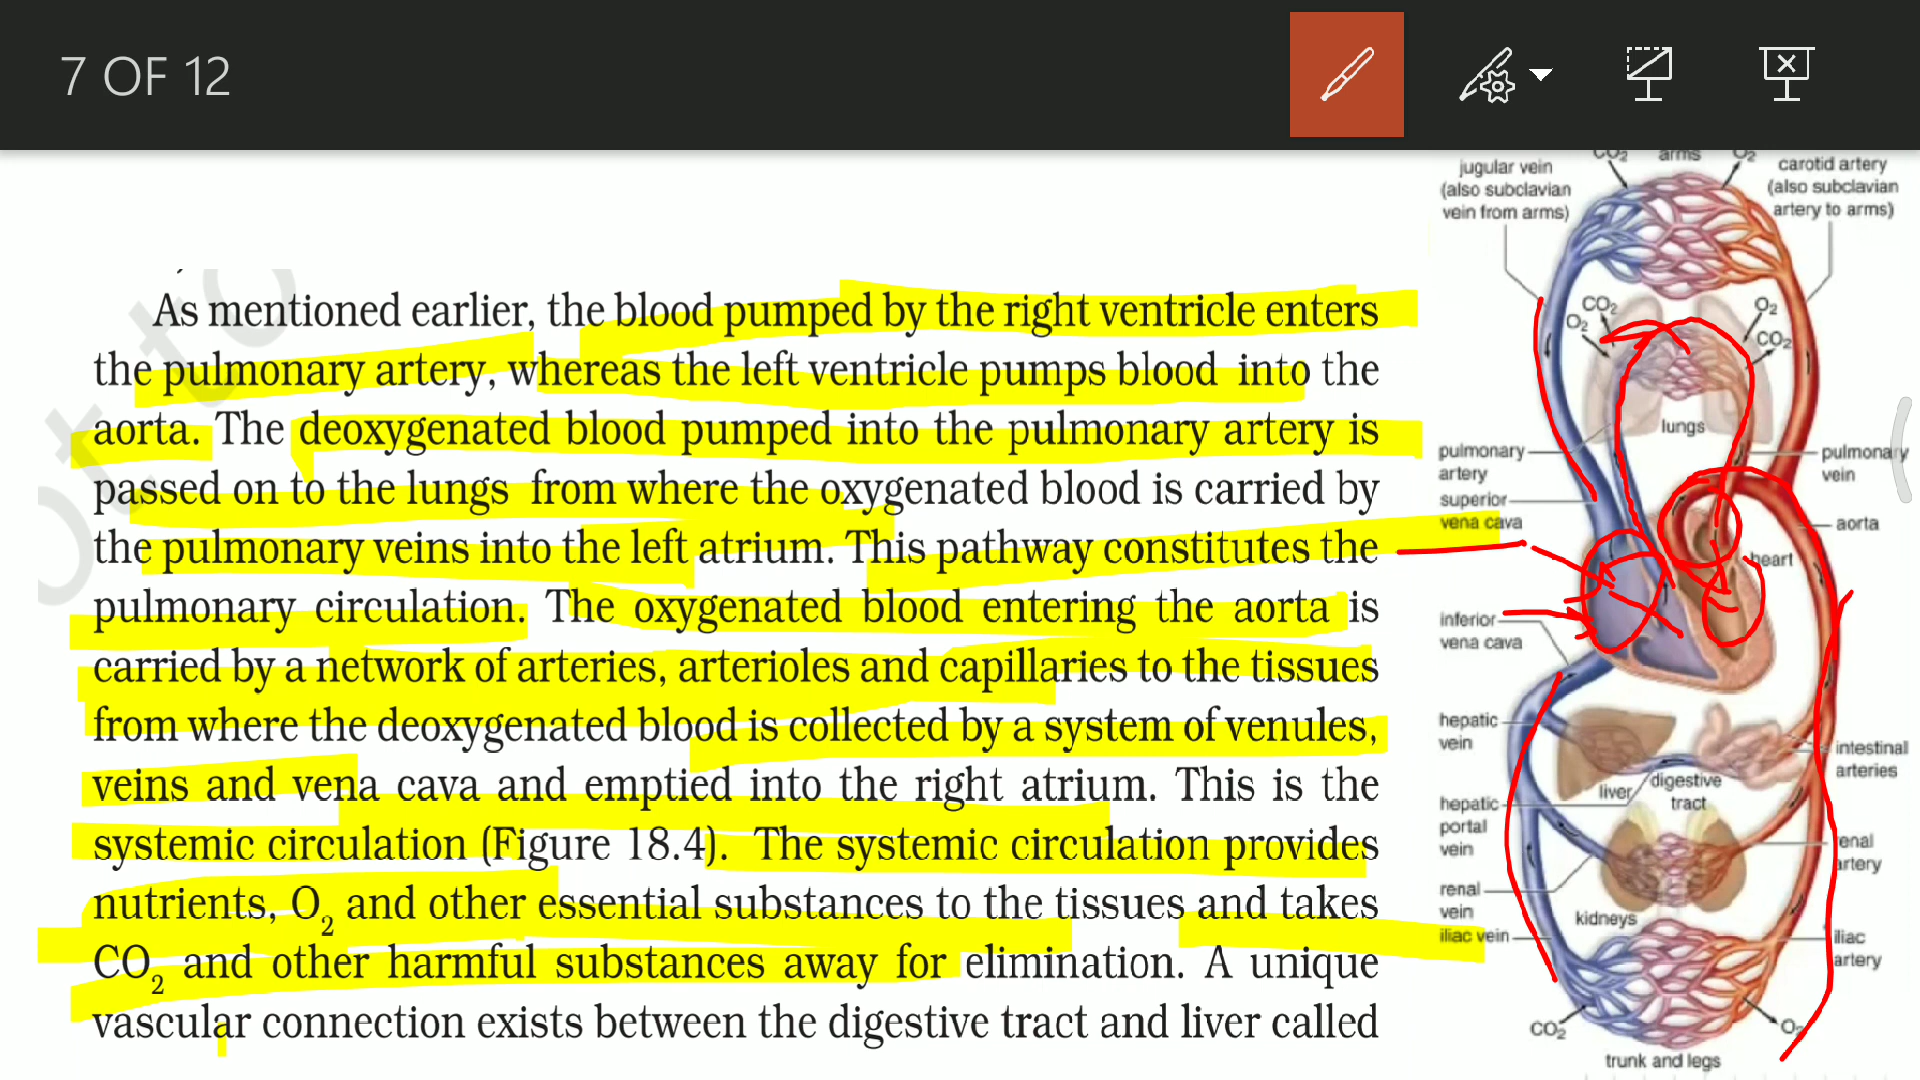 7 OF 12
As mentioned earlier, the blood pumped by the right ventricle enters
the pulmonary artery, whereas the left ventricle pumps blood into the
aorta. The deoxygenated blood pumped into the pulmonary artery is
passed on to the lungs from where the oxygenated blood is carried by
the pulmonary veins into the left atrium. This pathway constitutes the
pulmonary circulation. The oxygenated blood entering the aorta is
carried by a network of arteries, arterioles and capillaries to the tissues
from where the deoxygenated blood is collected by a system of venules,
veins and vena cava and emptied into the right atrium. This is the
systemic circulation (Figure 18.4). The systemic circulation provides
nutrients, O2 and other essential substances to the tissues and takes
CO2 and other harmful substances away for elimination. A unique
vascular connection exists between the digestive tract and liver called
CO2
arms
O2
jugular vein
(also subclavian
vein from arms)
carotid artery
(also subclavian
artery to arms)
CO2
O2
O2
CO2
lungs
pulmonary
artery
pulmonary
vein
superior
vena cava
aorta
heart
inferior
vena cava
hepatic
vein
intestinal
arteries
liver
digestive
tract
hepatic
portal
vein
renal
artery
renal
vein
kidneys
iliac vein
iliac
artery
CO2
O2
trunk and legs